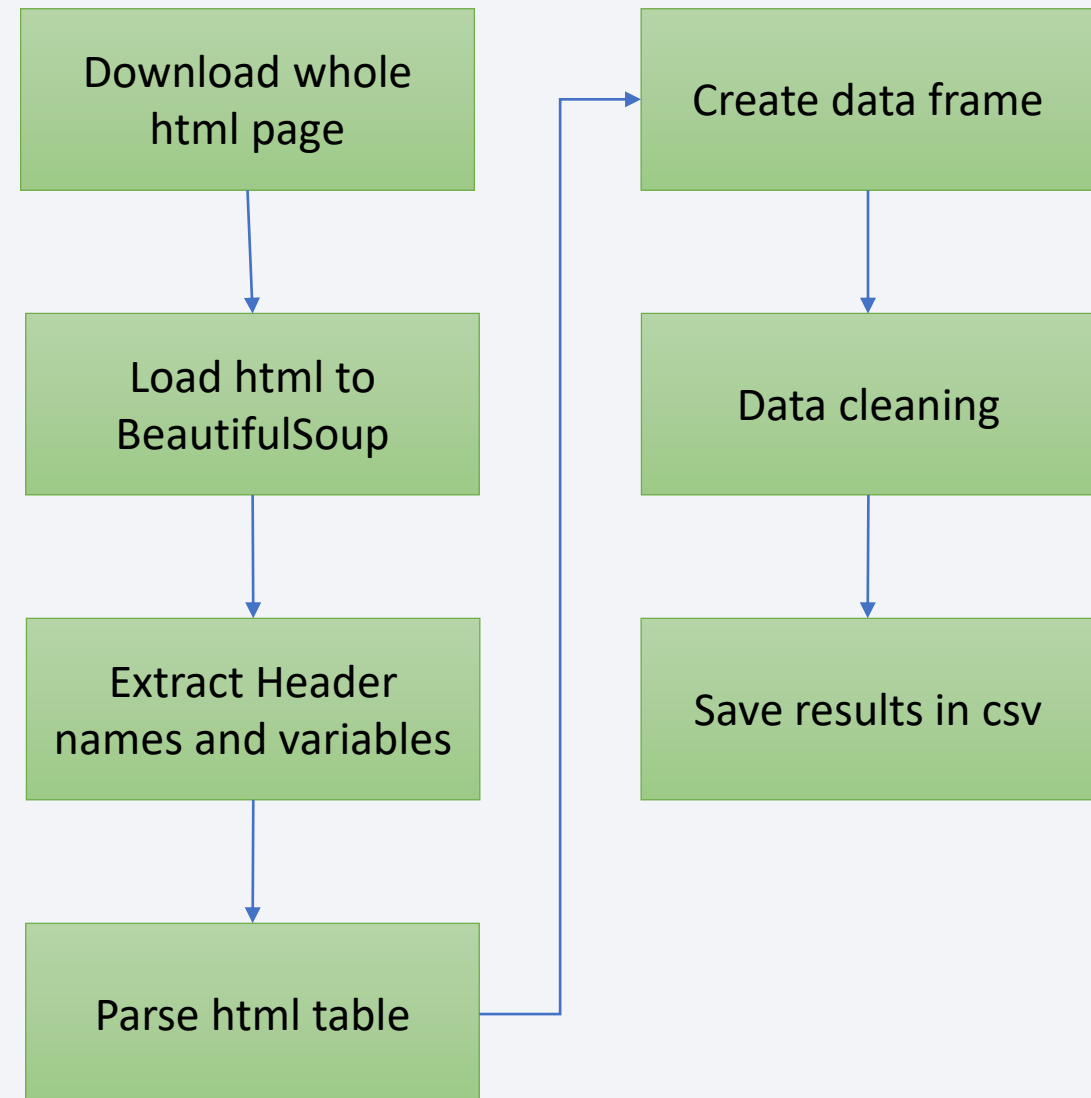 Download whole
html page
Load html to
BeautifulSoup
Extract Header
names and variables
Parse html table
Create data frame
Data cleaning
Save results in csv